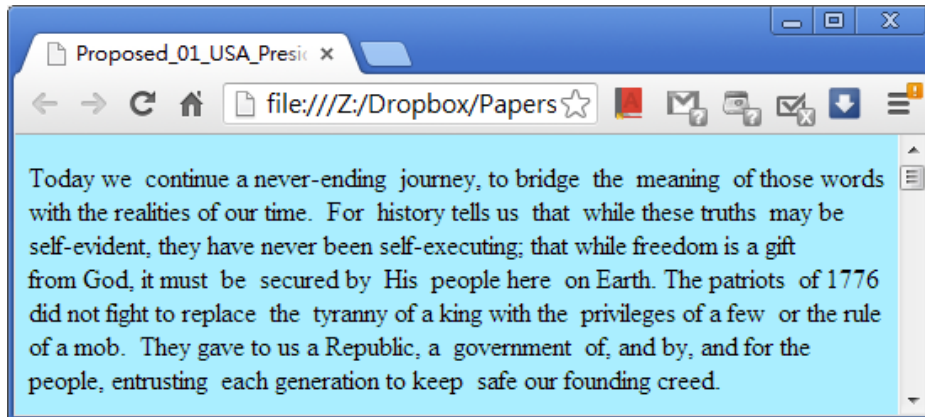 Proposed_01_USA_Presi
file:///Z:/Dropbox/Papers
Today we  continue a never-ending  journey, to bridge  the  meaning  of those words
with the realities of our time.  For  history tells us  that  while these truths  may be
self-evident, they have never been self-executing; that while freedom is a gift
from God, it must  be  secured by  His  people here  on Earth. The patriots  of 1776
did not fight to replace  the  tyranny of a king with the  privileges of a few  or the rule
of a mob.  They gave to us a Republic, a  government  of, and by, and for the
people, entrusting  each generation to keep  safe our founding creed.